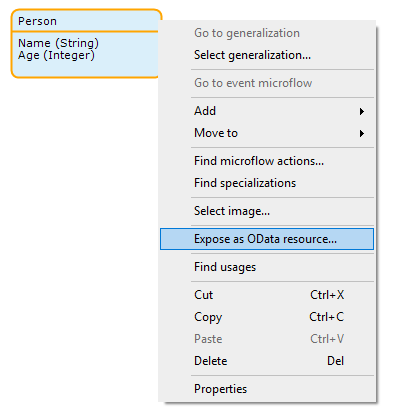 Person
Name (String)
Age (Integer)
Go to generalization
Select generalization...
Go to event microflow
Add
Move to
Find microflow actions...
Find specializations
Select image...
Expose as OData resource...
Find usages
Cut Ctrl+X
Copy Ctrl+C
Paste Ctrl+V
Delete Del
Properties